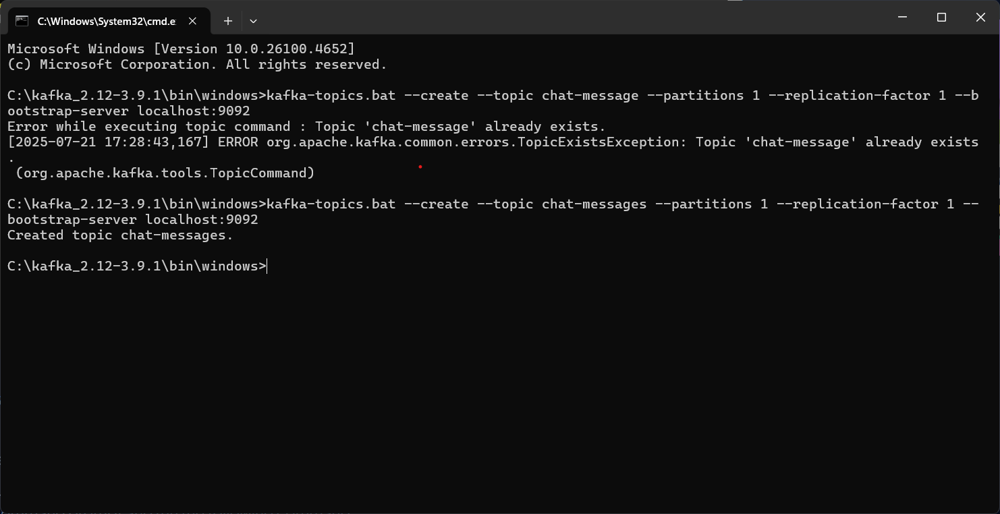 C:\Windows\System32\cmd.e
Microsoft Windows [Version 10.0.26100.4652]
(c) Microsoft Corporation. All rights reserved.
C:\kafka_2.12-3.9.1\bin\windows>kafka-topics.bat --create --topic chat-message --partitions 1 --replication-factor 1 --b
ootstrap-server localhost:9092
Error while executing topic command : Topic 'chat-message' already exists.
[2025-07-21 17:28:43,167] ERROR org.apache.kafka.common.errors.TopicExistsException: Topic 'chat-message' already exists
.
(org.apache.kafka.tools.TopicCommand)
C:\kafka_2.12-3.9.1\bin\windows>kafka-topics.bat --create --topic chat-messages --partitions 1 --replication-factor 1 --
bootstrap-server localhost:9092
Created topic chat-messages.
C:\kafka_2.12-3.9.1\bin\windows>